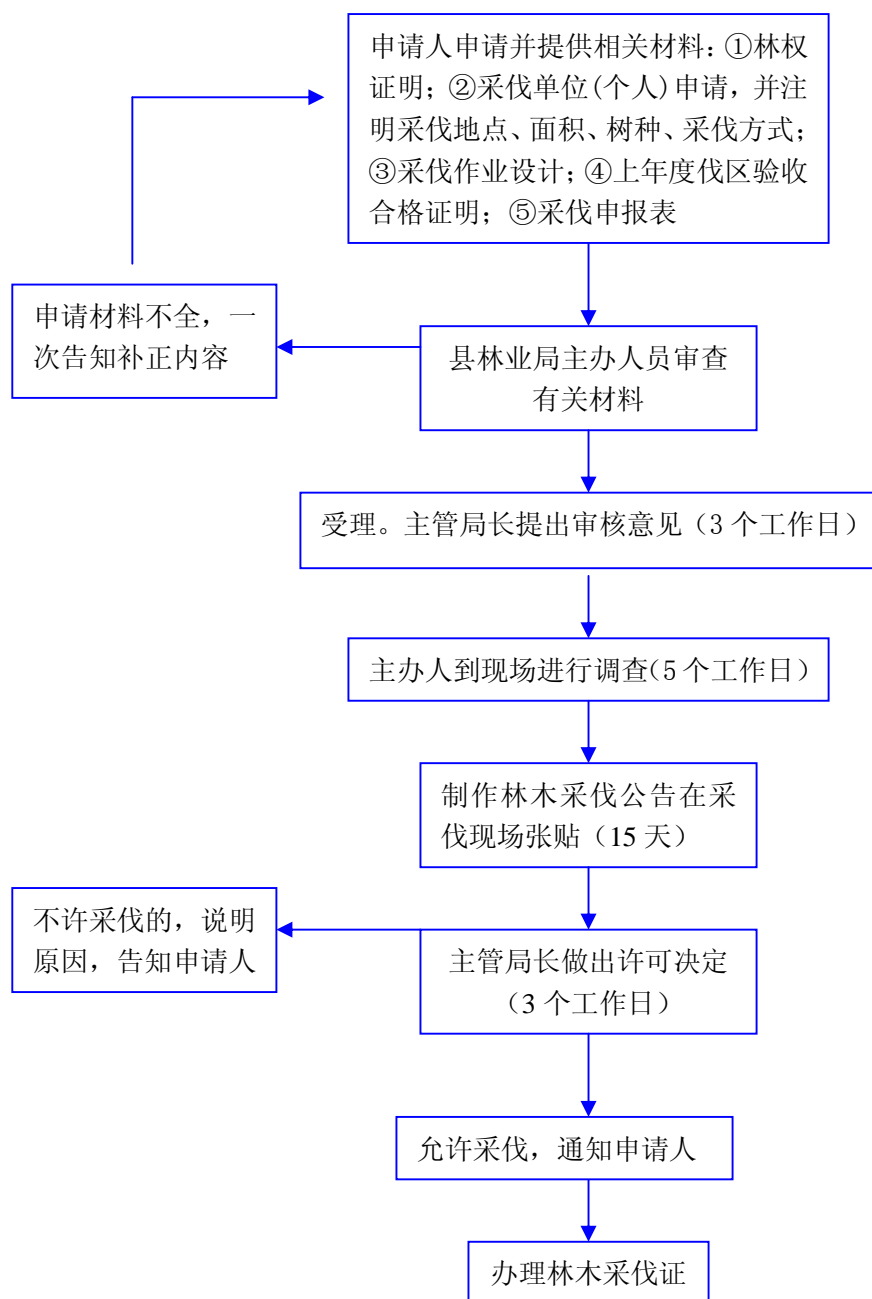 申请人申请并提供相关材料：①林权
证明；②采伐单位(个人)申请，并注
明采伐地点、面积、树种、采伐方式；
③采伐作业设计；④上年度伐区验收
合格证明；⑤采伐申报表
申请材料不全，一
次告知补正内容
县林业局主办人员审查
有关材料
受理。主管局长提出审核意见（3 个工作日）
主办人到现场进行调查(5 个工作日）
制作林木采伐公告在采
伐现场张贴（15 天）
不许采伐的，说明
原因，告知申请人
主管局长做出许可决定
（3 个工作日）
允许采伐，通知申请人
办理林木采伐证